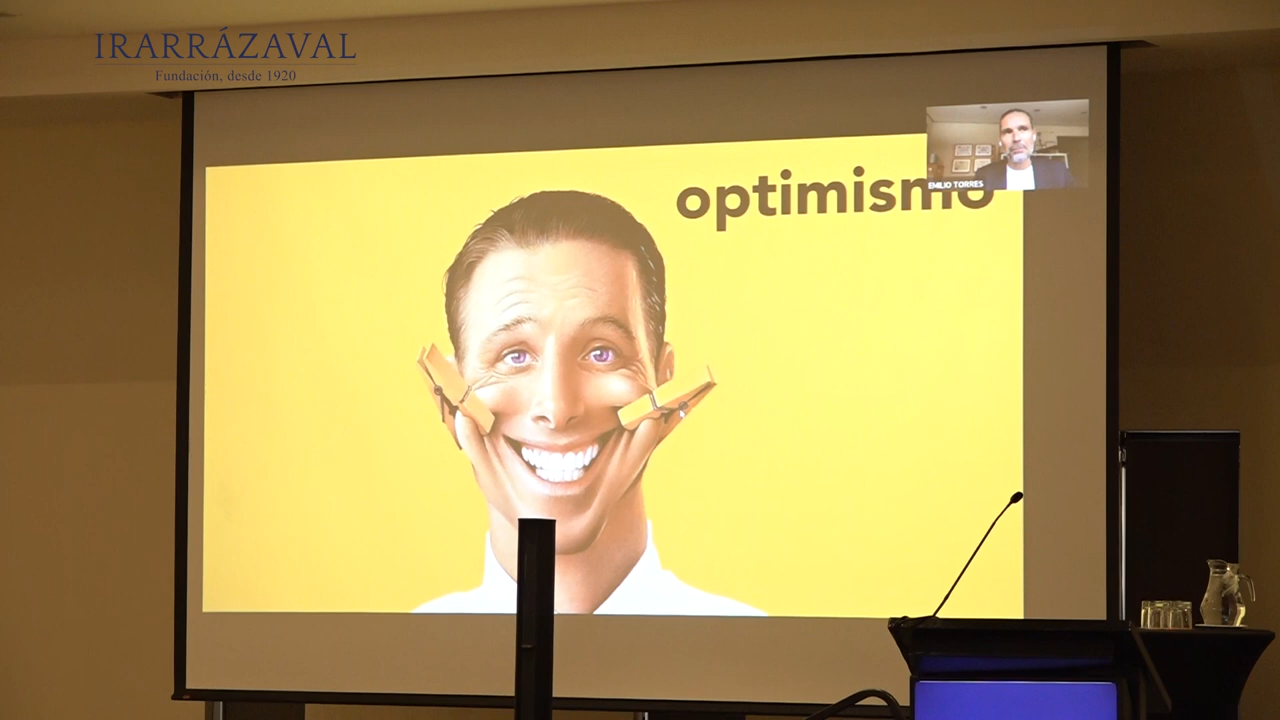 IRARRÁZAVAL
Fundación, desde 1920
optimismo
EMILIO TORRES